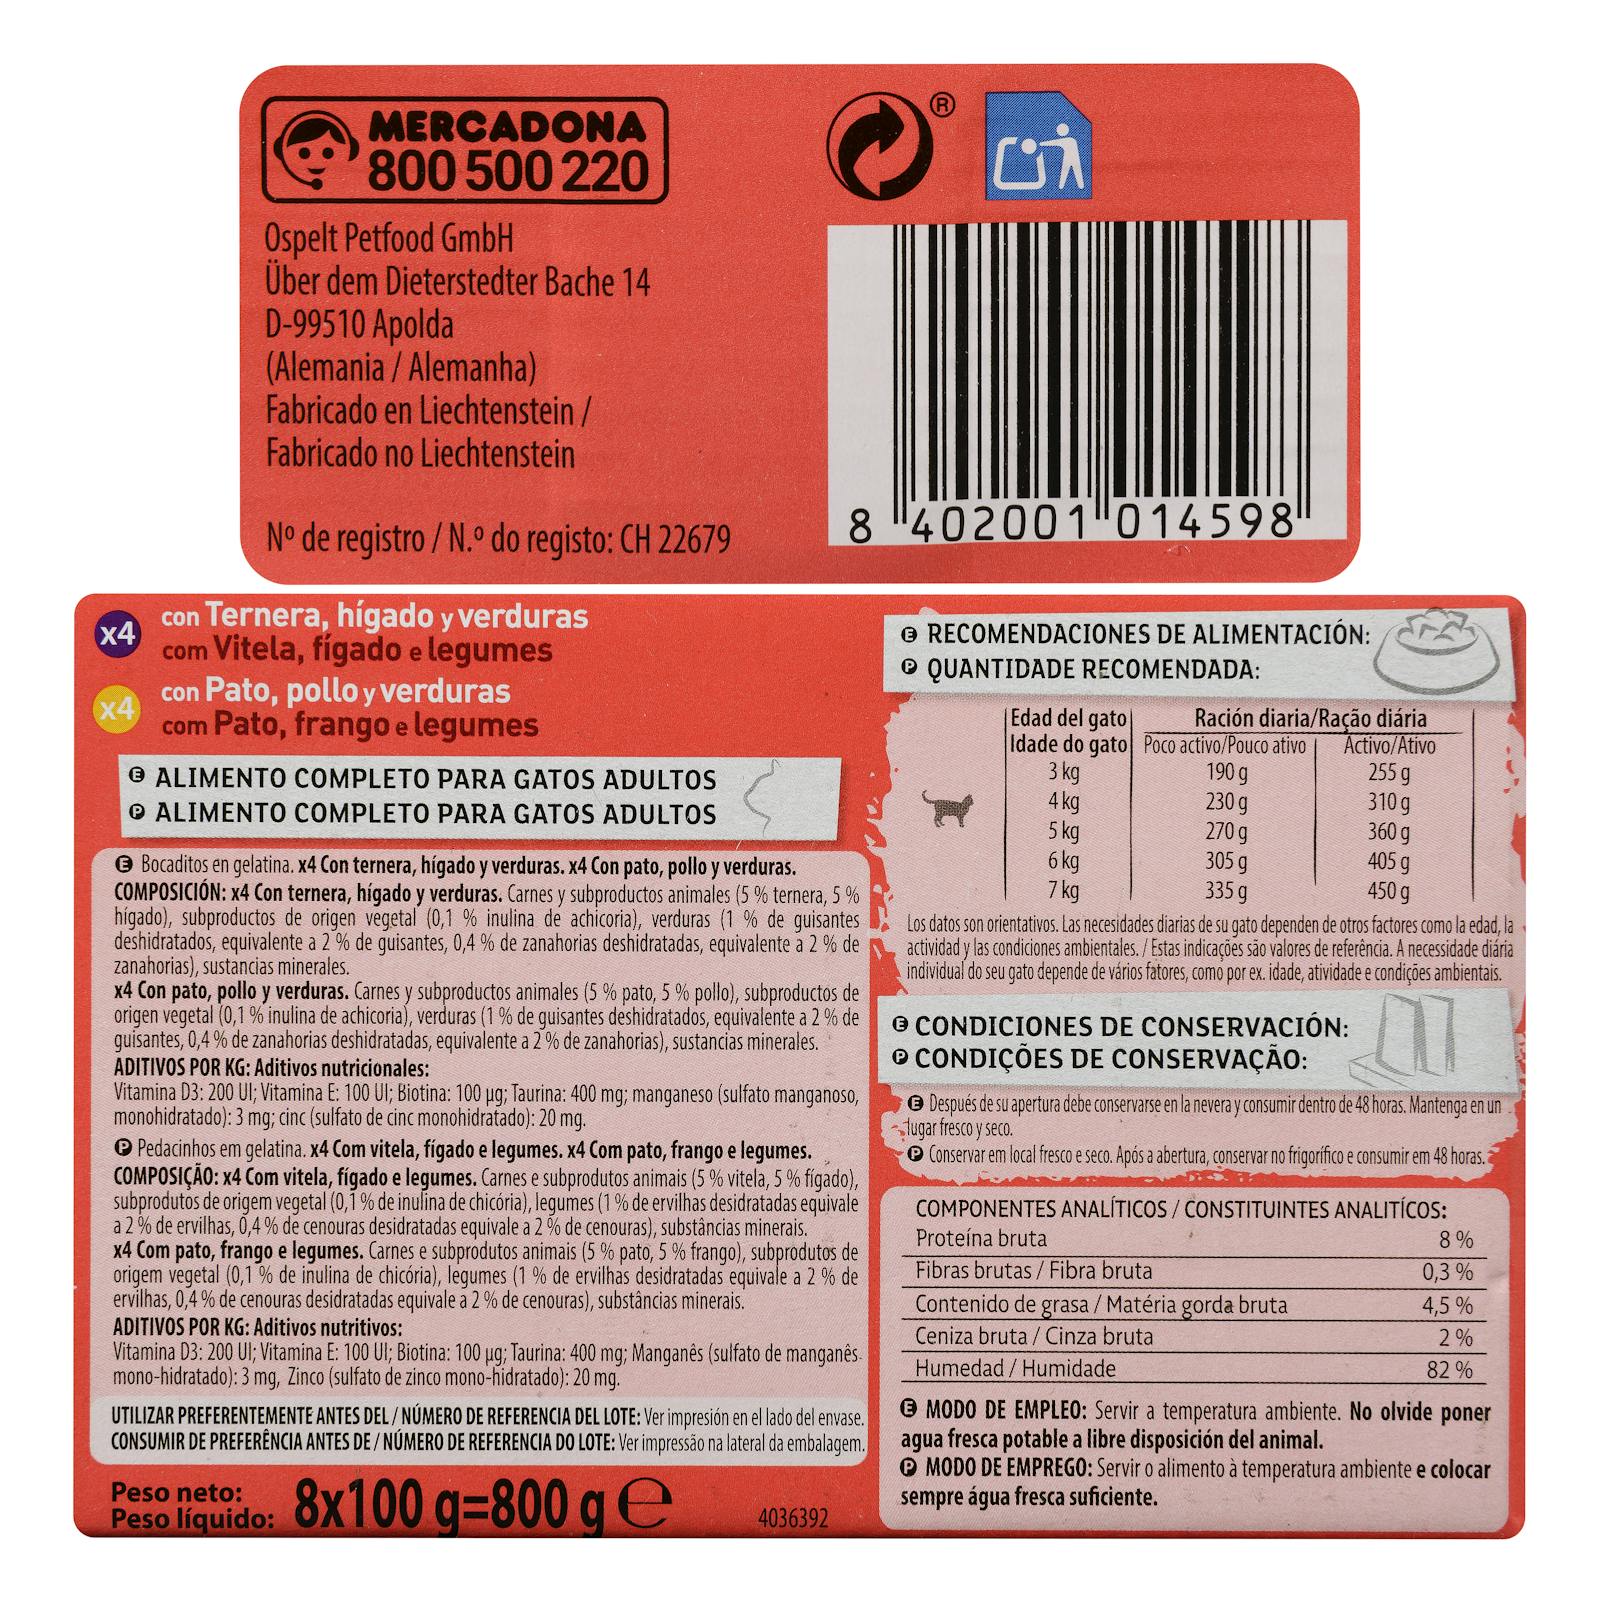 MERCADONA
800 500 220
Ospelt Petfood GmbH
Über dem Dieterstedter Bache 14
D-99510 Apolda
(Alemania / Alemanha)
Fabricado en Liechtenstein /
Fabricado no Liechtenstein
Nº de registro / N.º do registo: CH 22679
®
8 402001 014598
x4
con Ternera, hígado y verduras
com Vitela, fígado e legumes
x4
con Pato, pollo y verduras
com Pato, frango e legumes
E ALIMENTO COMPLETO PARA GATOS ADULTOS
P ALIMENTO COMPLETO PARA GATOS ADULTOS
E Bocaditos en gelatina. x4 Con ternera, hígado y verduras. x4 Con pato, pollo y verduras.
COMPOSICIÓN: x4 Con ternera, hígado y verduras. Carnes y subproductos animales (5 % ternera, 5 %
hígado), subproductos de origen vegetal (0,1 % inulina de achicoria), verduras (1 % de guisantes
deshidratados, equivalente a 2 % de guisantes, 0,4 % de zanahorias deshidratadas, equivalente a 2 % de
zanahorias), sustancias minerales.
x4 Con pato, pollo y verduras. Carnes y subproductos animales (5 % pato, 5 % pollo), subproductos de
origen vegetal (0,1 % inulina de achicoria), verduras (1 % de guisantes deshidratados, equivalente a 2 % de
guisantes, 0,4 % de zanahorias deshidratadas, equivalente a 2 % de zanahorias), sustancias minerales.
ADITIVOS POR KG: Aditivos nutricionales:
Vitamina D3: 200 UI; Vitamina E: 100 UI; Biotina: 100 µg; Taurina: 400 mg; manganeso (sulfato manganoso,
monohidratado): 3 mg; cinc (sulfato de cinc monohidratado): 20 mg.
P Pedacinhos em gelatina. x4 Com vitela, fígado e legumes. x4 Com pato, frango e legumes.
COMPOSIÇÃO: x4 Com vitela, fígado e legumes. Carnes e subprodutos animais (5 % vitela, 5 % fígado),
subprodutos de origem vegetal (0,1 % de inulina de chicória), legumes (1 % de ervilhas desidratadas equivale
a 2 % de ervilhas, 0,4 % de cenouras desidratadas equivale a 2 % de cenouras), substâncias minerais.
x4 Com pato, frango e legumes. Carnes e subprodutos animais (5 % pato, 5 % frango), subprodutos de
origem vegetal (0,1 % de inulina de chicória), legumes (1 % de ervilhas desidratadas equivale a 2 % de
ervilhas, 0,4 % de cenouras desidratadas equivale a 2 % de cenouras), substâncias minerais.
ADITIVOS POR KG: Aditivos nutritivos:
Vitamina D3: 200 UI; Vitamina E: 100 UI; Biotina: 100 µg; Taurina: 400 mg; Manganês (sulfato de manganês-
mono-hidratado): 3 mg, Zinco (sulfato de zinco mono-hidratado): 20 mg.
UTILIZAR PREFERENTEMENTE ANTES DEL / NÚMERO DE REFERENCIA DEL LOTE: Ver impresión en el lado del envase.
CONSUMIR DE PREFERÊNCIA ANTES DE / NÚMERO DE REFERENCIA DO LOTE: Ver impressão na lateral da embalagem.
Peso neto:
Peso líquido: 8x100 g=800 g e
4036392
E RECOMENDACIONES DE ALIMENTACIÓN:
P QUANTIDADE RECOMENDADA:
Edad del gato Ración diaria/Ração diária
Idade do gato Poco activo/Pouco ativo Activo/Ativo
3 kg 190 g 255 g
4 kg 230 g 310 g
5 kg 270 g 360 g
6 kg 305 g 405 g
7 kg 335 g 450 g
Los datos son orientativos. Las necesidades diarias de su gato dependen de otros factores como la edad, la
actividad y las condiciones ambientales. / Estas indicações são valores de referência. A necessidade diária
individual do seu gato depende de vários fatores, como por ex. idade, atividade e condições ambientais.
E CONDICIONES DE CONSERVACIÓN:
P CONDIÇÕES DE CONSERVAÇÃO:
E Después de su apertura debe conservarse en la nevera y consumir dentro de 48 horas. Mantenga en un
lugar fresco y seco.
P Conservar em local fresco e seco. Após a abertura, conservar no frigorífico e consumir em 48 horas.
COMPONENTES ANALÍTICOS / CONSTITUINTES ANALITÍCOS:
Proteína bruta 8 %
Fibras brutas / Fibra bruta 0,3 %
Contenido de grasa / Matéria gorda bruta 4,5 %
Ceniza bruta / Cinza bruta 2 %
Humedad / Humidade 82 %
E MODO DE EMPLEO: Servir a temperatura ambiente. No olvide poner
agua fresca potable a libre disposición del animal.
P MODO DE EMPREGO: Servir o alimento à temperatura ambiente e colocar
sempre água fresca suficiente.